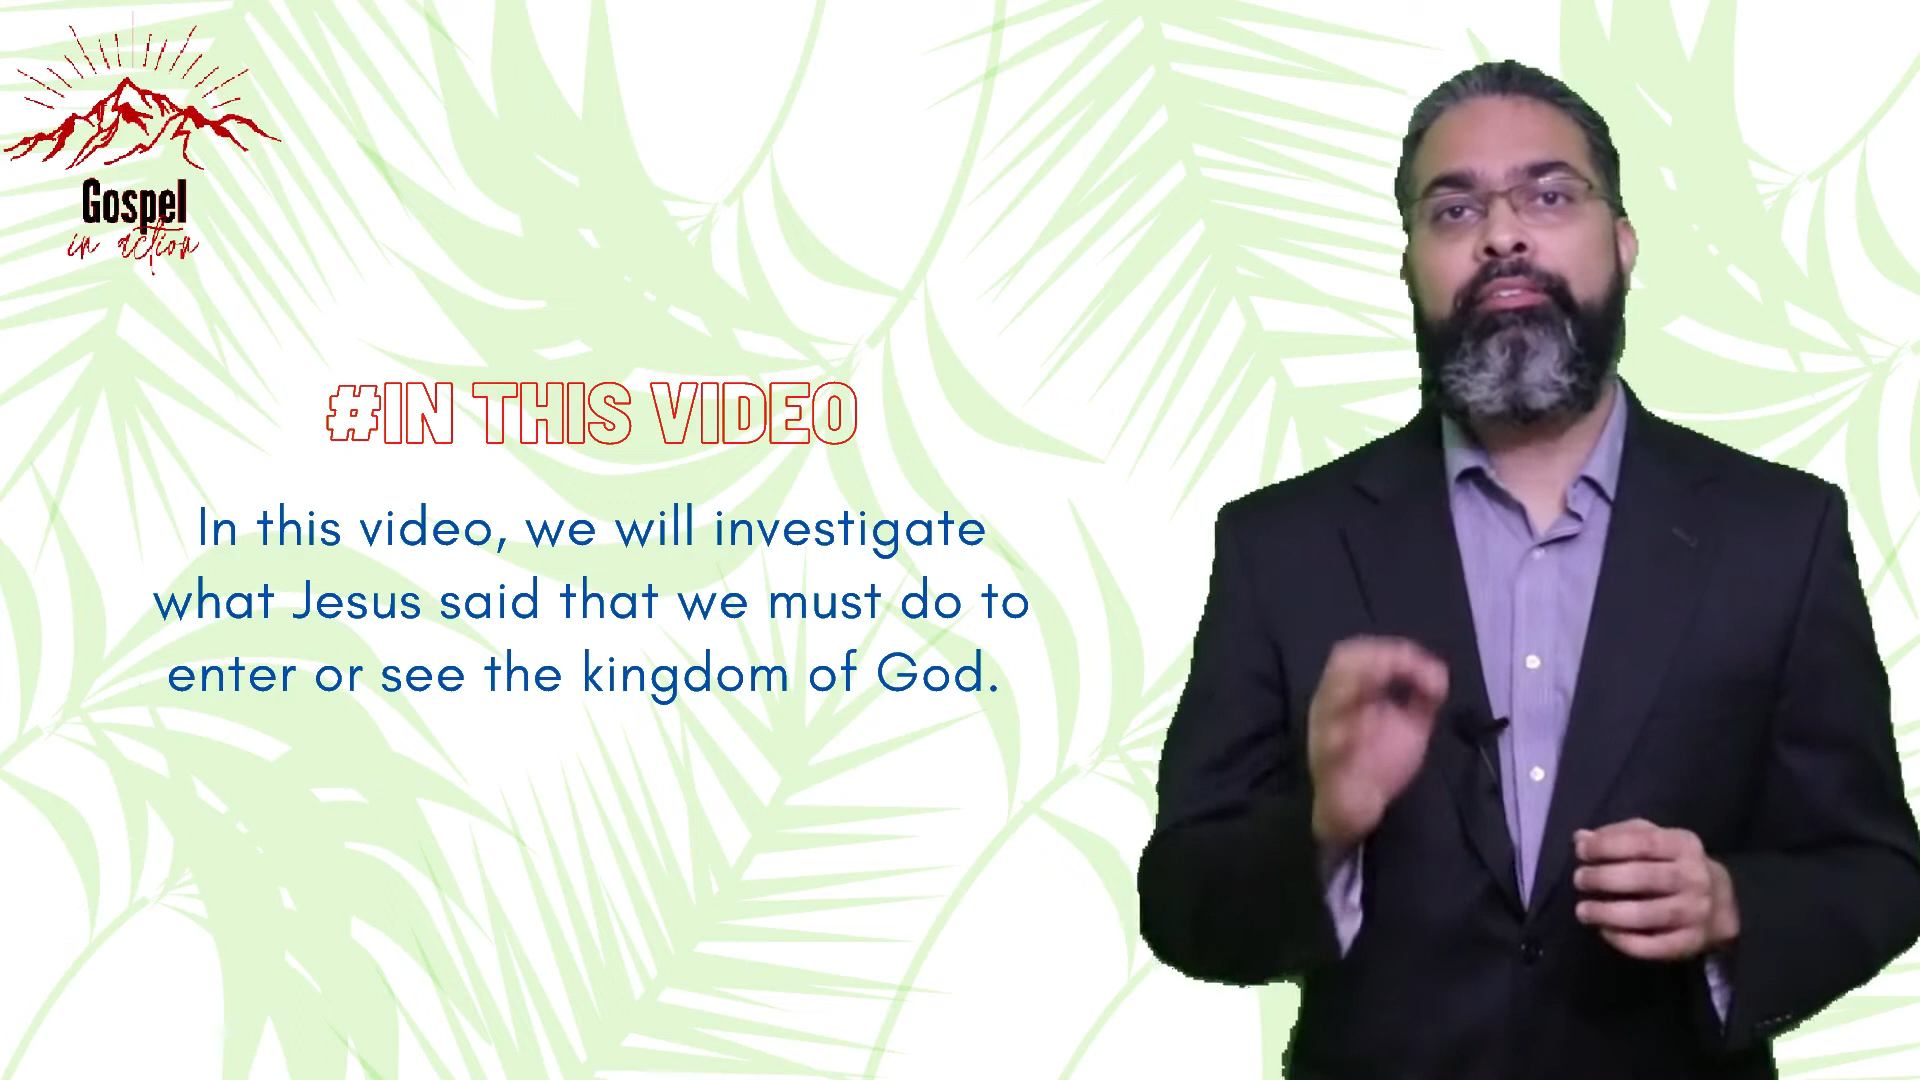 Gospel
in action
#IN THIS VIDEO
In this video, we will investigate
what Jesus said that we must do to
enter or see the kingdom of God.